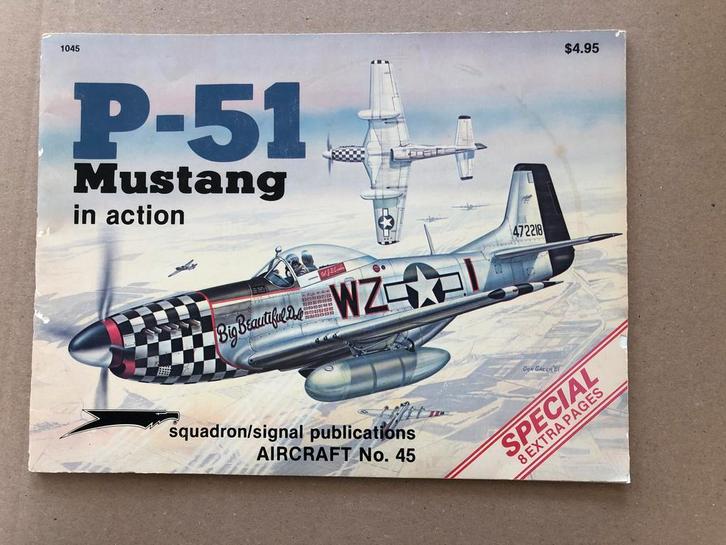 1045
$4.95
P-51
Mustang
in action
472218
Big Beautiful Doll
WZ
I
SPECIAL
8 EXTRA PAGES
squadron/signal publications
AIRCRAFT No. 45